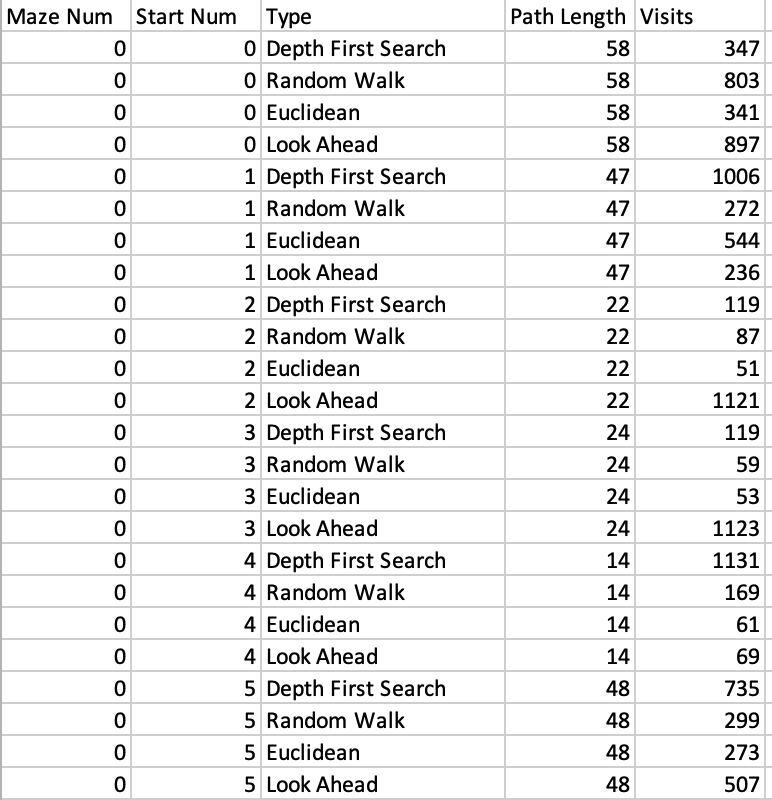 Maze Num Start Num Type Path Length Visits
0 0 Depth First Search 58 347
0 0 Random Walk 58 803
0 0 Euclidean 58 341
0 0 Look Ahead 58 897
0 1 Depth First Search 47 1006
0 1 Random Walk 47 272
0 1 Euclidean 47 544
0 1 Look Ahead 47 236
0 2 Depth First Search 22 119
0 2 Random Walk 22 87
0 2 Euclidean 22 51
0 2 Look Ahead 22 1121
0 3 Depth First Search 24 119
0 3 Random Walk 24 59
0 3 Euclidean 24 53
0 3 Look Ahead 24 1123
0 4 Depth First Search 14 1131
0 4 Random Walk 14 169
0 4 Euclidean 14 61
0 4 Look Ahead 14 69
0 5 Depth First Search 48 735
0 5 Random Walk 48 299
0 5 Euclidean 48 273
0 5 Look Ahead 48 507